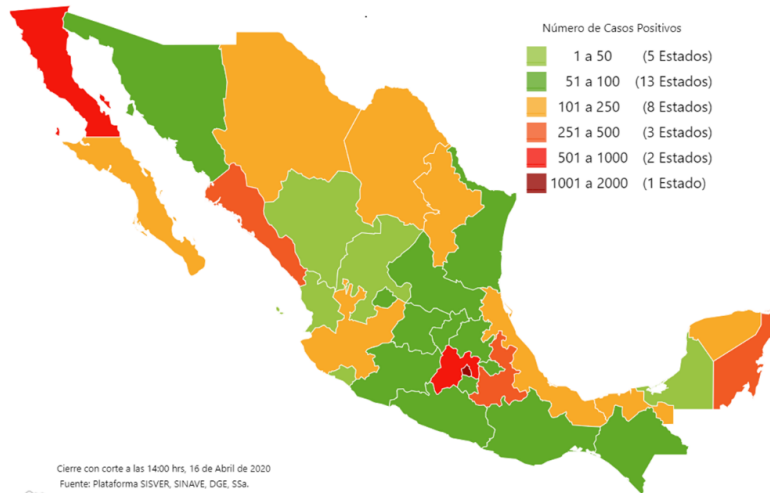 Número de Casos Positivos
1 a 50 (5 Estados)
51 a 100 (13 Estados)
101 a 250 (8 Estados)
251 a 500 (3 Estados)
501 a 1000 (2 Estados)
1001 a 2000 (1 Estado)
Cierre con corte a las 14:00 hrs, 16 de Abril de 2020
Fuente: Plataforma SISVER, SINAVE, DGE, SSa.